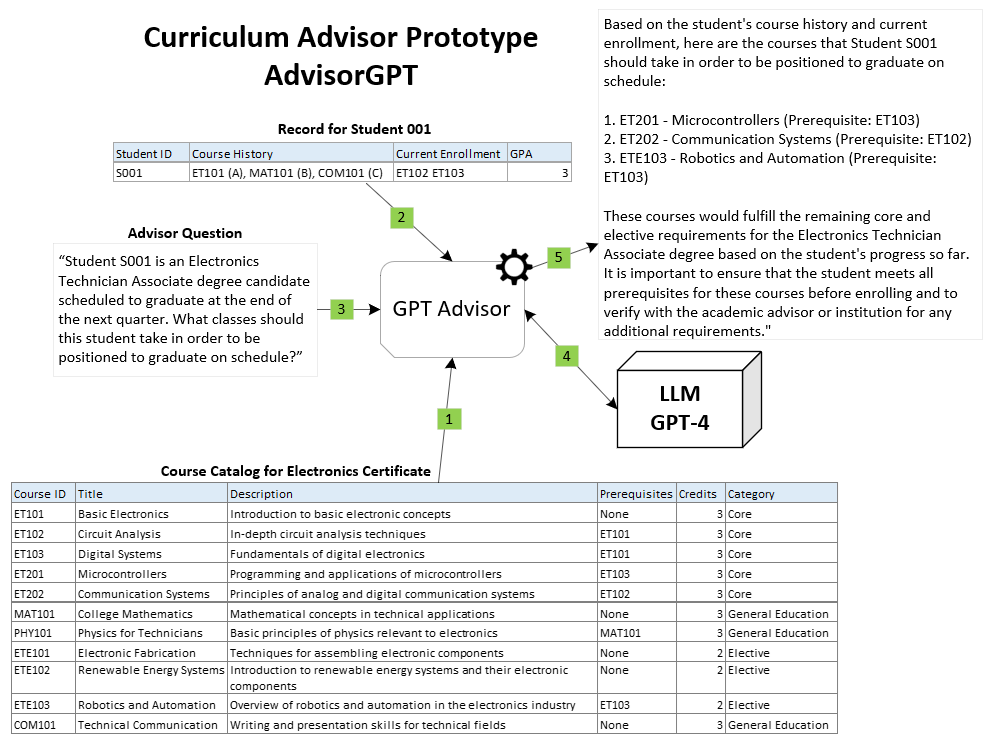 Curriculum Advisor Prototype
AdvisorGPT
Based on the student's course history and current
enrollment, here are the courses that Student S001
should take in order to be positioned to graduate on
schedule:
1. ET201 - Microcontrollers (Prerequisite: ET103)
2. ET202 - Communication Systems (Prerequisite: ET102)
3. ETE103 - Robotics and Automation (Prerequisite:
ET103)
These courses would fulfill the remaining core and
elective requirements for the Electronics Technician
Associate degree based on the student's progress so far.
It is important to ensure that the student meets all
prerequisites for these courses before enrolling and to
verify with the academic advisor or institution for any
additional requirements."
Record for Student 001
Student ID Course History Current Enrollment GPA
S001 ET101 (A), MAT101 (B), COM101 (C) ET102 ET103 3
2
Advisor Question
“Student S001 is an Electronics
Technician Associate degree candidate
scheduled to graduate at the end of
the next quarter. What classes should
this student take in order to be
positioned to graduate on schedule?”
3
GPT Advisor
5
4
LLM
GPT-4
1
Course Catalog for Electronics Certificate
Course ID Title Description Prerequisites Credits Category
ET101 Basic Electronics Introduction to basic electronic concepts None 3 Core
ET102 Circuit Analysis In-depth circuit analysis techniques ET101 3 Core
ET103 Digital Systems Fundamentals of digital electronics ET101 3 Core
ET201 Microcontrollers Programming and applications of microcontrollers ET103 3 Core
ET202 Communication Systems Principles of analog and digital communication systems ET102 3 Core
MAT101 College Mathematics Mathematical concepts in technical applications None 3 General Education
PHY101 Physics for Technicians Basic principles of physics relevant to electronics MAT101 3 General Education
ETE101 Electronic Fabrication Techniques for assembling electronic components None 2 Elective
ETE102 Renewable Energy Systems Introduction to renewable energy systems and their electronic None 2 Elective
components
ETE103 Robotics and Automation Overview of robotics and automation in the electronics industry ET103 2 Elective
COM101 Technical Communication Writing and presentation skills for technical fields None 3 General Education